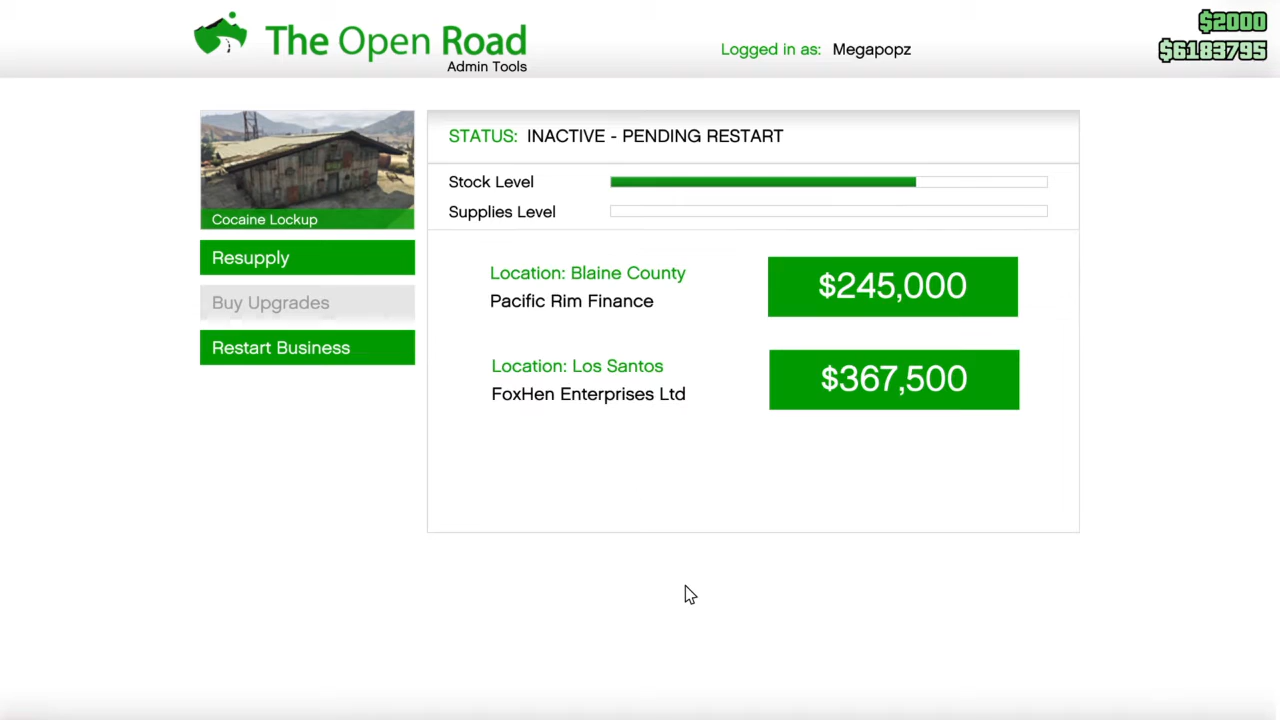 The Open Road
Admin Tools
Logged in as: Megapopz
$2000
$6183795
Cocaine Lockup
Resupply
Buy Upgrades
Restart Business
STATUS: INACTIVE - PENDING RESTART
Stock Level
Supplies Level
Location: Blaine County
Pacific Rim Finance
$245,000
Location: Los Santos
FoxHen Enterprises Ltd
$367,500